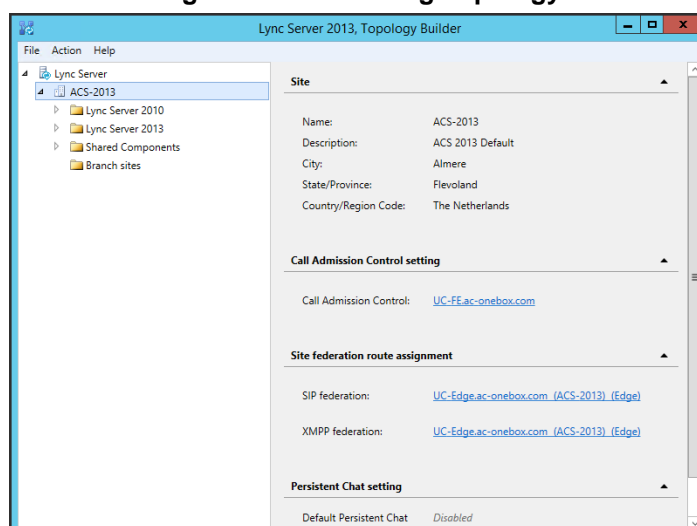 Lync Server 2013, Topology Builder
File Action Help
Lync Server
ACS-2013
Lync Server 2010
Lync Server 2013
Shared Components
Branch sites
Site
Name: ACS-2013
Description: ACS 2013 Default
City: Almere
State/Province: Flevoland
Country/Region Code: The Netherlands
Call Admission Control setting
Call Admission Control: UC-FE.ac-onebox.com
Site federation route assignment
SIP federation: UC-Edge.ac-onebox.com (ACS-2013) (Edge)
XMPP federation: UC-Edge.ac-onebox.com (ACS-2013) (Edge)
Persistent Chat setting
Default Persistent Chat Disabled